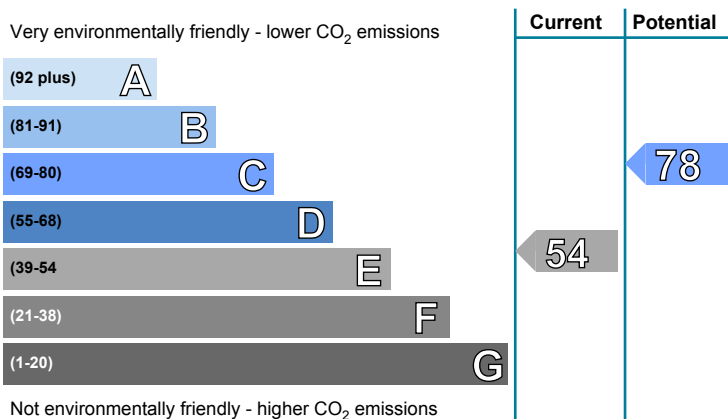 Very environmentally friendly - lower CO2 emissions
Current
Potential
(92 plus) A
(81-91) B
(69-80) C
78
(55-68) D
(39-54 E
54
(21-38) F
(1-20) G
Not environmentally friendly - higher CO2 emissions